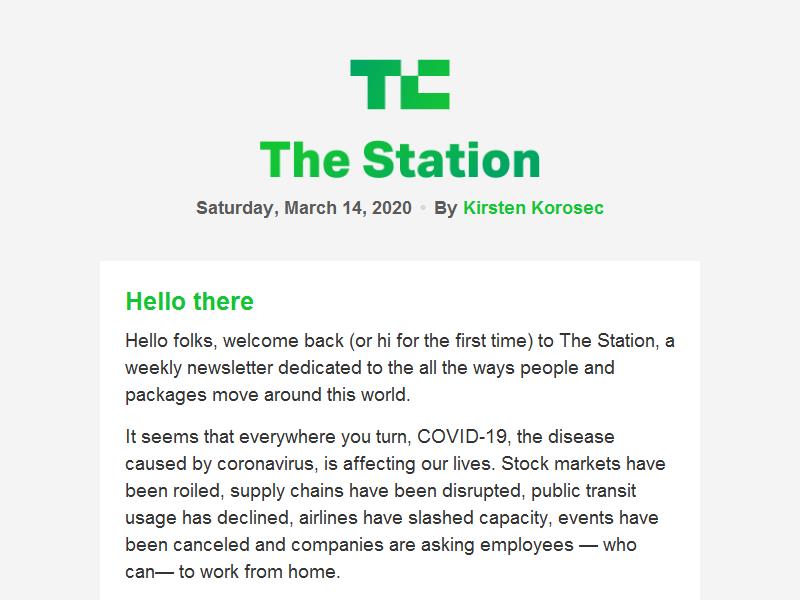 TC
The Station
Saturday, March 14, 2020 • By Kirsten Korosec
Hello there
Hello folks, welcome back (or hi for the first time) to The Station, a
weekly newsletter dedicated to the all the ways people and
packages move around this world.
It seems that everywhere you turn, COVID-19, the disease
caused by coronavirus, is affecting our lives. Stock markets have
been roiled, supply chains have been disrupted, public transit
usage has declined, airlines have slashed capacity, events have
been canceled and companies are asking employees — who
can— to work from home.